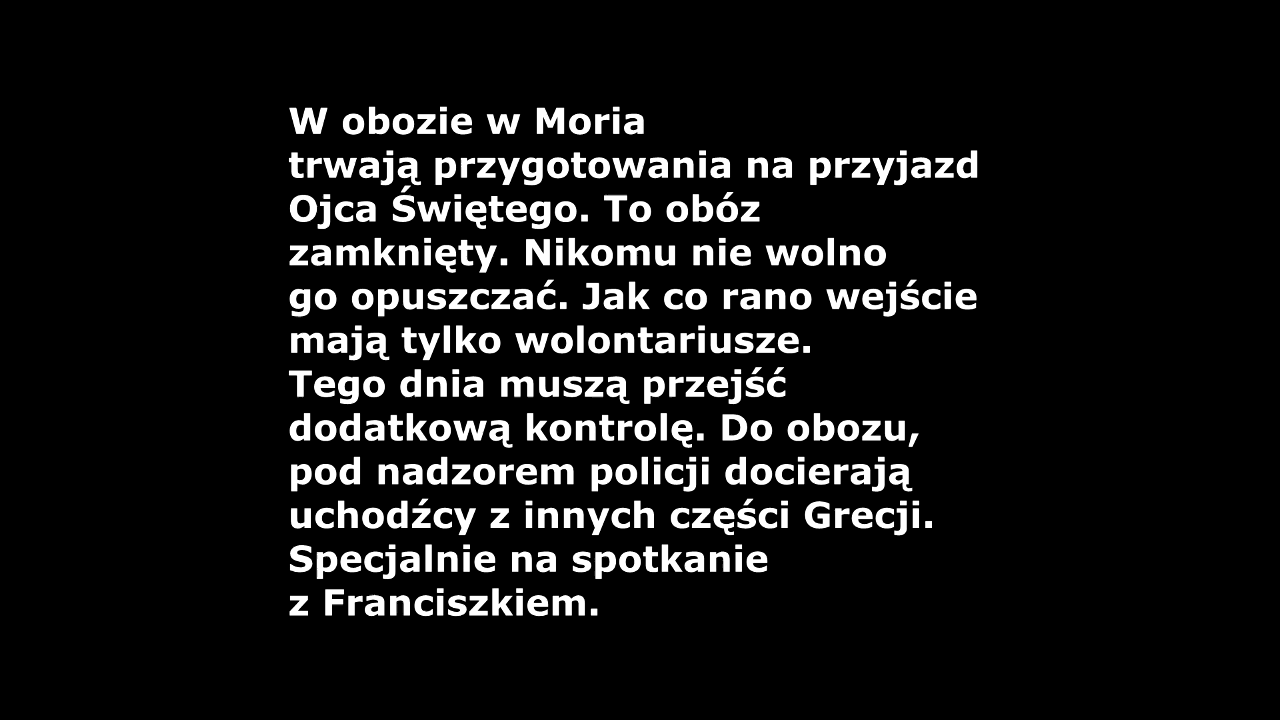 W obozie w Moria
trwają przygotowania na przyjazd
Ojca Świętego. To obóz
zamknięty. Nikomu nie wolno
go opuszczać. Jak co rano wejście
mają tylko wolontariusze.
Tego dnia muszą przejść
dodatkową kontrolę. Do obozu,
pod nadzorem policji docierają
uchodźcy z innych części Grecji.
Specjalnie na spotkanie
z Franciszkiem.